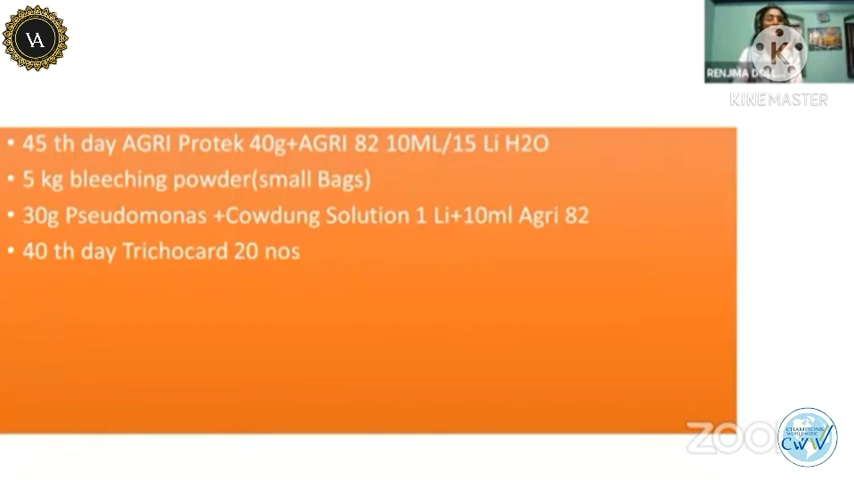 VA
RENJIMA D
K
KINEMASTER
• 45 th day AGRI Protek 40g+AGRI 82 10ML/15 Li H2O
• 5 kg bleeching powder(small Bags)
• 30g Pseudomonas +Cowdung Solution 1 Li+10ml Agri 82
• 40 th day Trichocard 20 nos
zoom
CHAMPIONS
WORLDWIDE
CWW